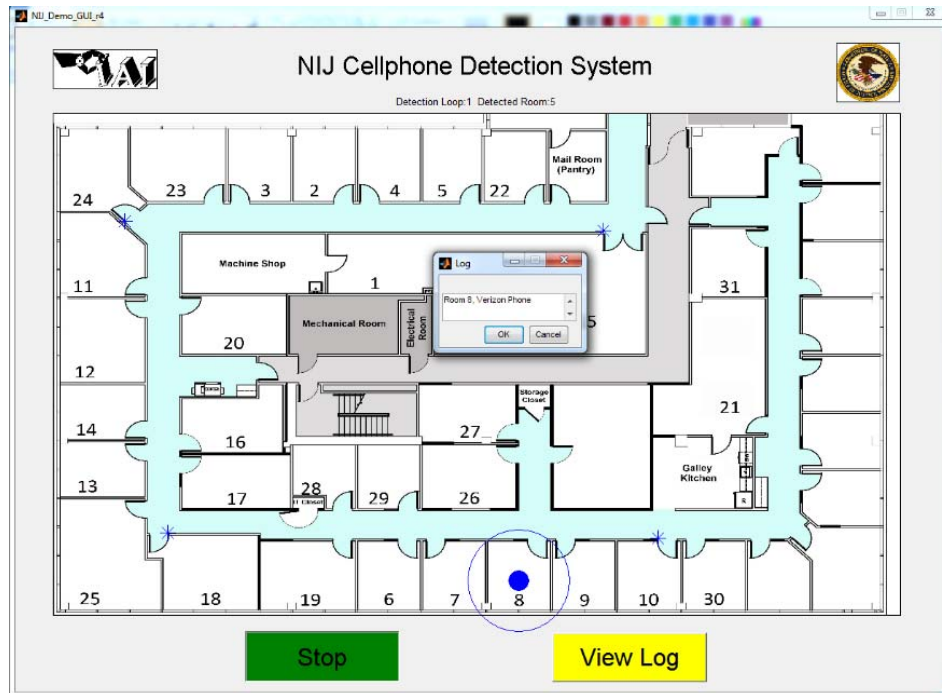 NIJ_Demo_GUI_r4
IAI
NIJ Cellphone Detection System
Detection Loop:1 Detected Room:5
Mail Room
(Pantry)
24
23
3
2
4
5
22
Machine Shop
1
11
31
Log
Room 8, Verizon Phone
OK
Cancel
5
Mechanical Room
Electrical
Room
20
12
Storage
Closet
21
14
16
27
Galley
Kitchen
13
17
28
29
26
25
18
19
6
7
8
9
10
30
Stop
View Log